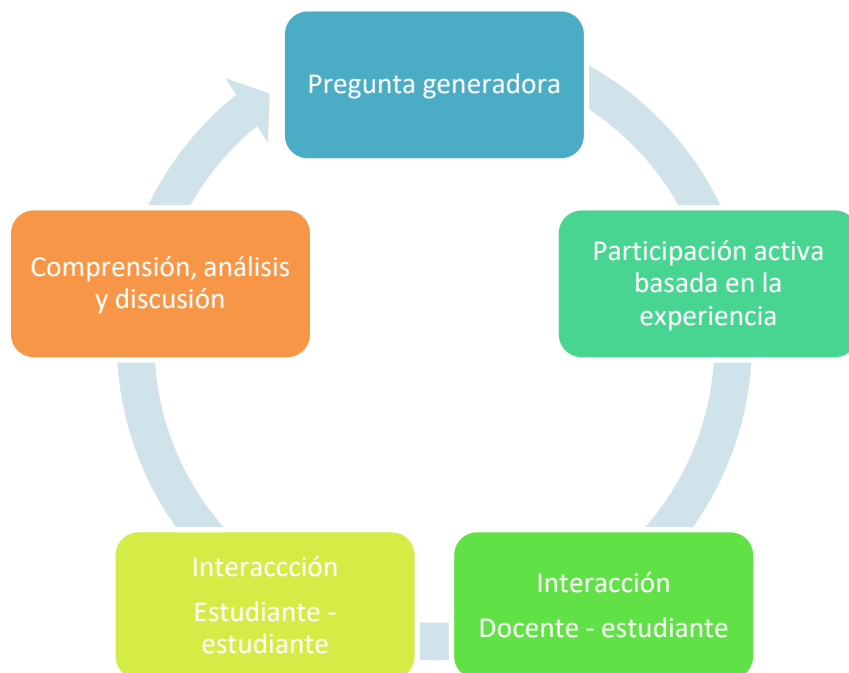 Pregunta generadora
Participación activa
basada en la
experiencia
Interacción
Docente - estudiante
Interaccción
Estudiante -
estudiante
Comprensión, análisis
y discusión